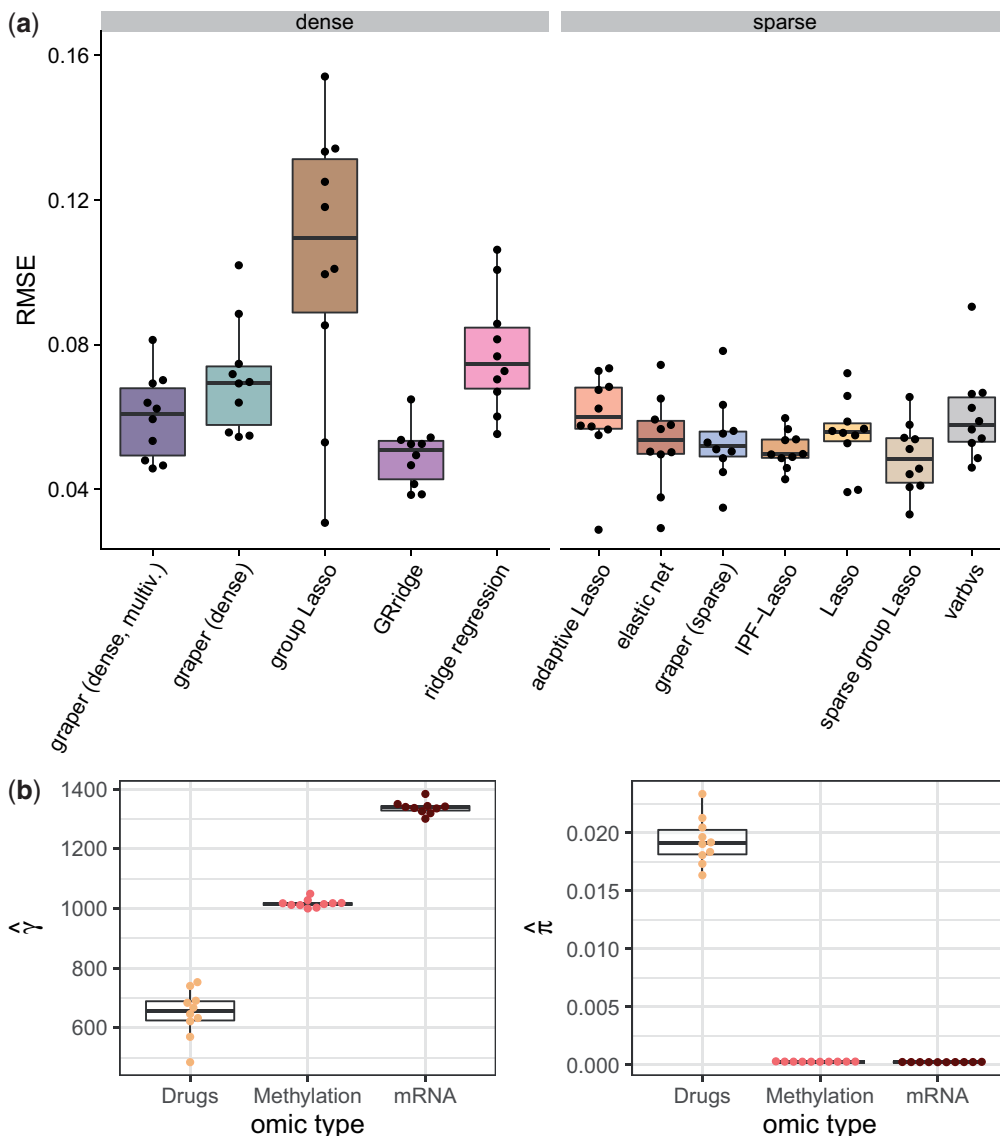 (a)
dense
sparse
0.16
0.12
0.08
0.04
RMSE
graper (dense, multiv.)
graper (dense)
group Lasso
GRridge
ridge regression
adaptive Lasso
elastic net
graper (sparse)
IPF−Lasso
Lasso
sparse group Lasso
varbvs
(b)
1400
1200
1000
800
600
γ̂
Drugs Methylation mRNA
omic type
0.020
0.015
0.010
0.005
0.000
π̂
Drugs Methylation mRNA
omic type